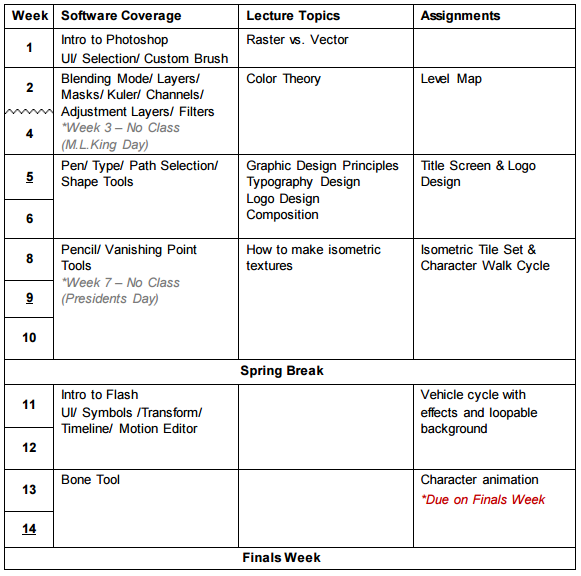 Week Software Coverage Lecture Topics Assignments
1
Intro to Photoshop
UI/ Selection/ Custom Brush
Raster vs. Vector
2
4
Blending Mode/ Layers/
Masks/ Kuler/ Channels/
Adjustment Layers/ Filters
*Week 3 – No Class
(M.L.King Day)
Color Theory
Level Map
5
6
Pen/ Type/ Path Selection/
Shape Tools
Graphic Design Principles
Typography Design
Logo Design
Composition
Title Screen & Logo
Design
8
9
10
Pencil/ Vanishing Point
Tools
*Week 7 – No Class
(Presidents Day)
How to make isometric
textures
Isometric Tile Set &
Character Walk Cycle
Spring Break
11
12
Intro to Flash
UI/ Symbols /Transform/
Timeline/ Motion Editor
Vehicle cycle with
effects and loopable
background
13
14
Bone Tool
Character animation
*Due on Finals Week
Finals Week